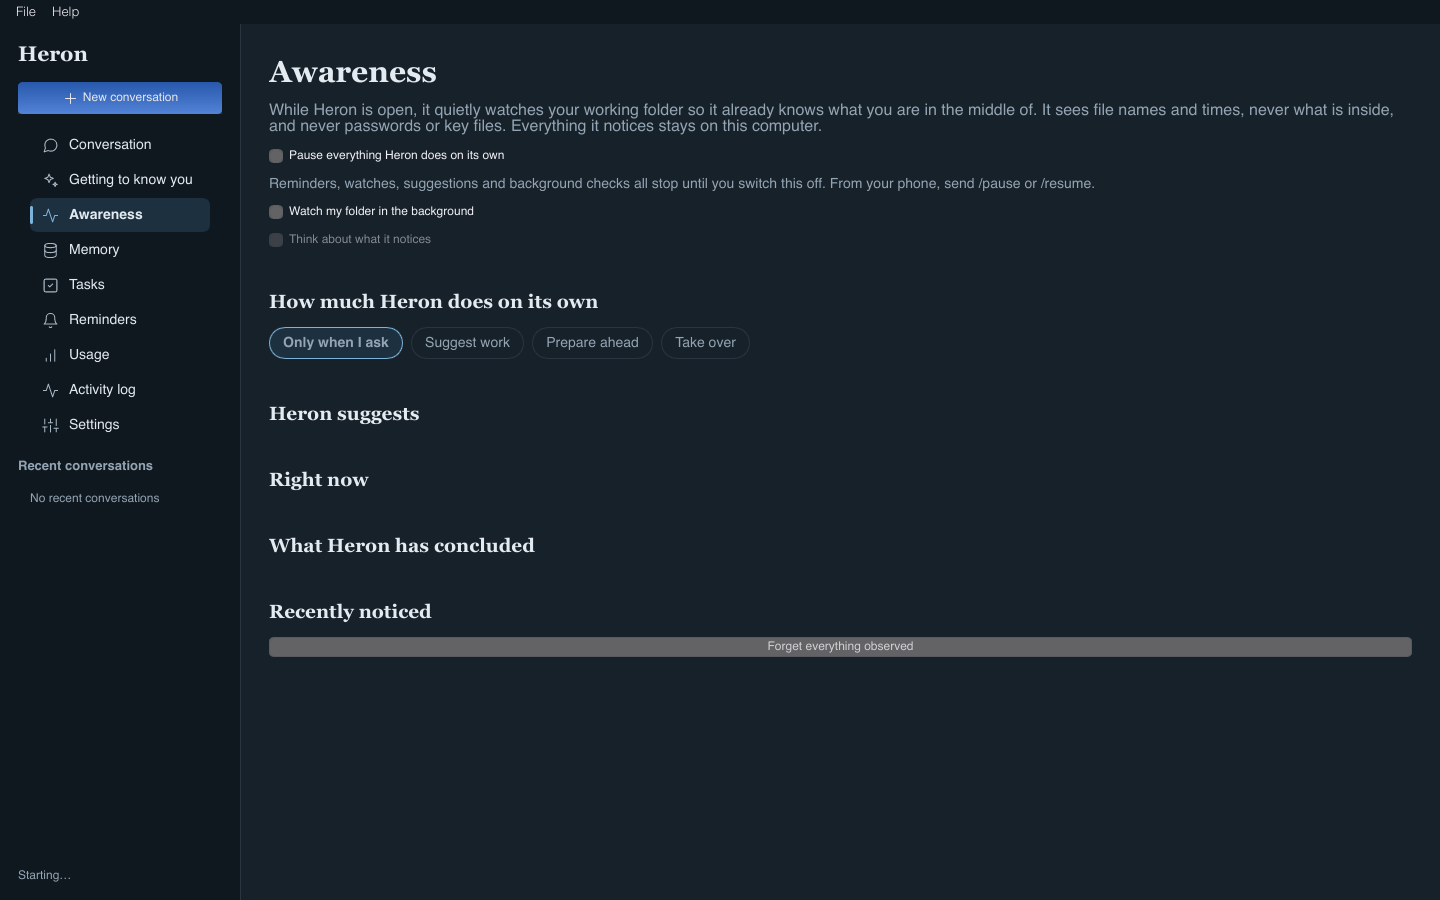 File Help
Heron
New conversation
Conversation
Getting to know you
Awareness
Memory
Tasks
Reminders
Usage
Activity log
Settings
Recent conversations
No recent conversations
Starting...
Awareness
While Heron is open, it quietly watches your working folder so it already knows what you are in the middle of. It sees file names and times, never what is inside,
and never passwords or key files. Everything it notices stays on this computer.
Pause everything Heron does on its own
Reminders, watches, suggestions and background checks all stop until you switch this off. From your phone, send /pause or /resume.
Watch my folder in the background
Think about what it notices
How much Heron does on its own
Only when I ask
Suggest work
Prepare ahead
Take over
Heron suggests
Right now
What Heron has concluded
Recently noticed
Forget everything observed